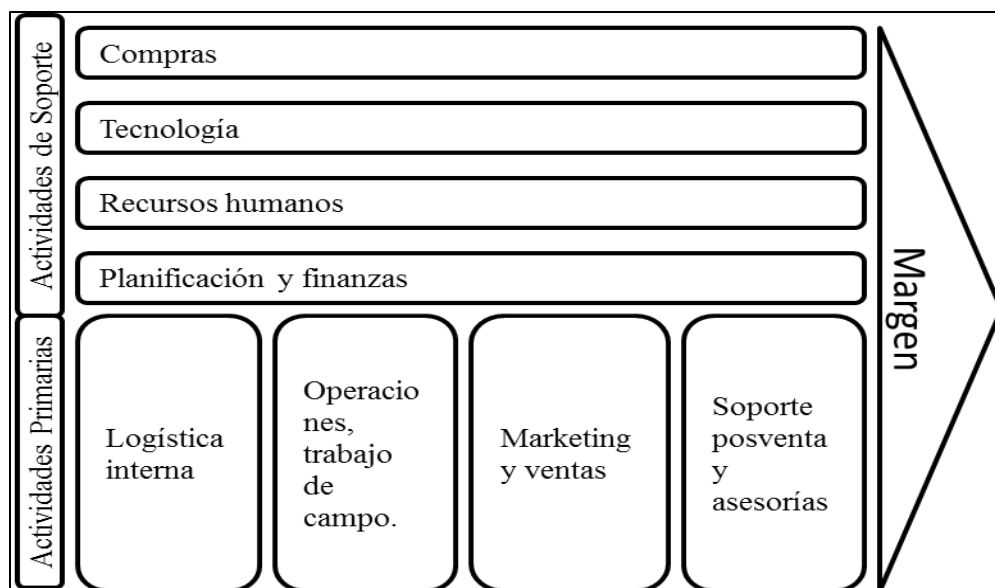 Actividades de Soporte
Compras
Tecnología
Recursos humanos
Planificación y finanzas
Actividades Primarias
Logística
interna
Operacio
nes,
trabajo
de
campo.
Marketing
y ventas
Soporte
posventa
y
asesorías
Margen